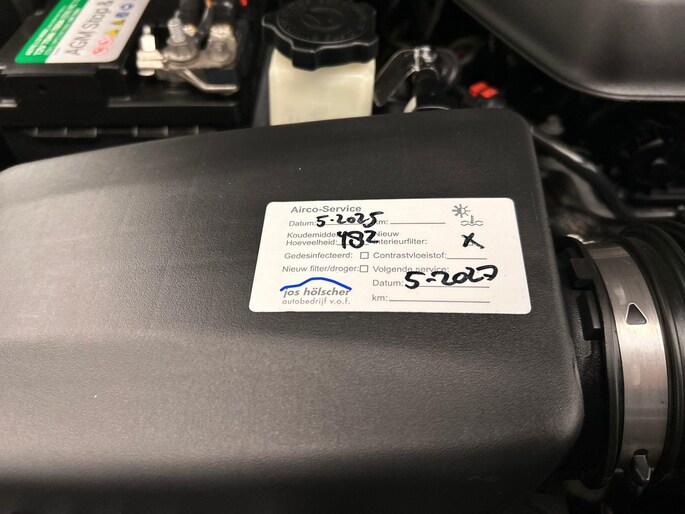 AGM Stop &
Airco-Service
Datum: 5-2025 km:
Koudemiddel Nieuw
Hoeveelheid: 482 Interieurfilter: x
Gedesinfecteerd: Contrastvloeistof:
Nieuw filter/droger: Volgende service:
Datum: 5-2027
jos hölscher
autobedrijf v.o.f.
km: